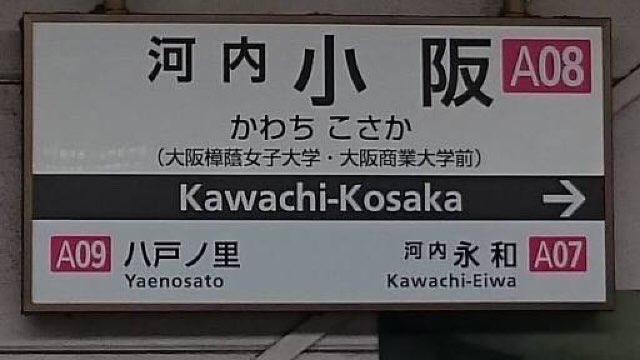 河内小阪 A08
かわち こさか
(大阪樟蔭女子大学・大阪商業大学前)
Kawachi-Kosaka →
A09 八戸ノ里 河内永和 A07
Yaenosato Kawachi-Eiwa